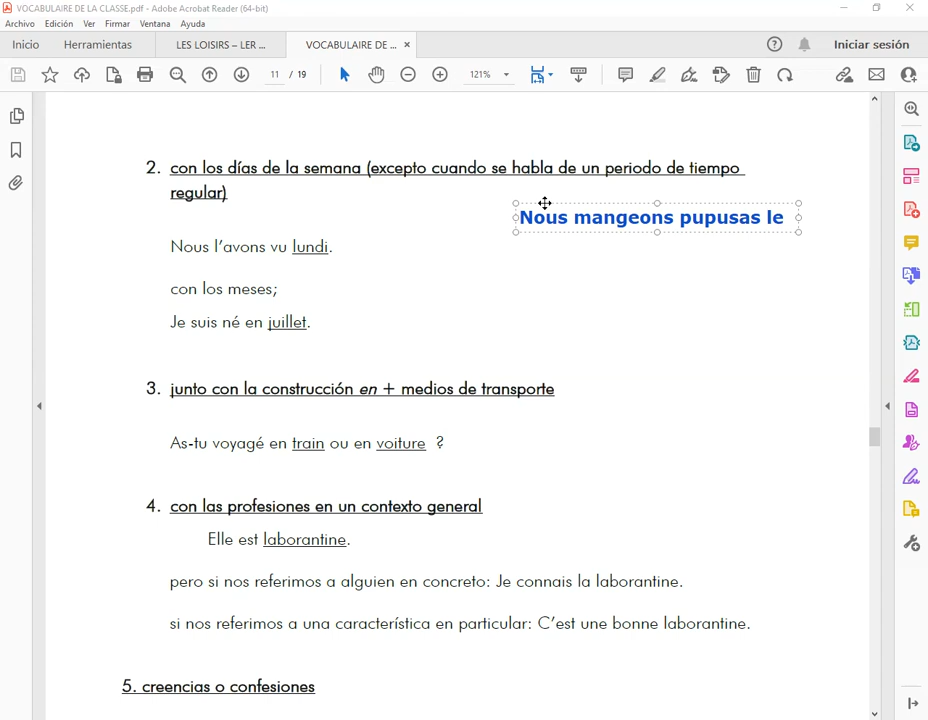 VOCABULAIRE DE LA CLASSE.pdf - Adobe Acrobat Reader (64-bit)
Archivo Edición Ver Firmar Ventana Ayuda
Inicio Herramientas LES LOISIRS – LER ... VOCABULAIRE DE ... × Iniciar sesión
11 / 19 121%
2. con los días de la semana (excepto cuando se habla de un periodo de tiempo
regular)
Nous mangeons pupusas le
Nous l'avons vu lundi.
con los meses;
Je suis né en juillet.
3. junto con la construcción en + medios de transporte
As-tu voyagé en train ou en voiture ?
4. con las profesiones en un contexto general
Elle est laborantine.
pero si nos referimos a alguien en concreto: Je connais la laborantine.
si nos referimos a una característica en particular: C'est une bonne laborantine.
5. creencias o confesiones